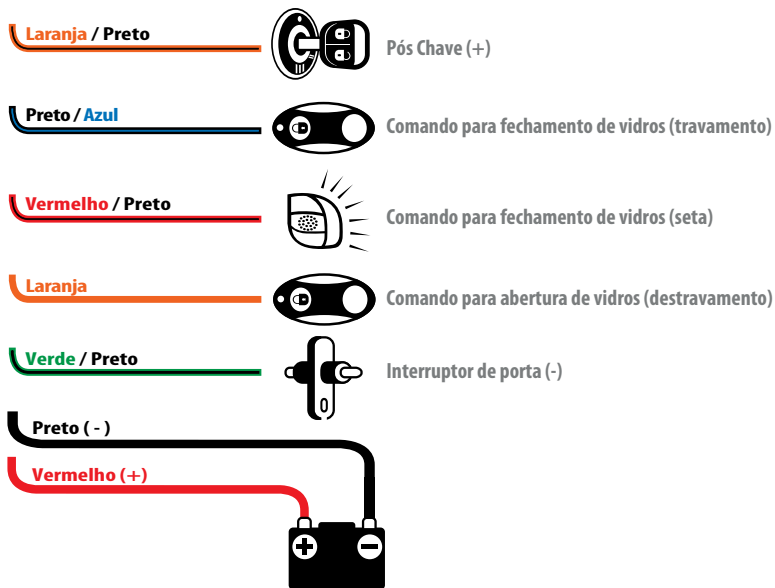 Laranja / Preto
Pós Chave (+)
Preto / Azul
Comando para fechamento de vidros (travamento)
Vermelho / Preto
Comando para fechamento de vidros (seta)
Laranja
Comando para abertura de vidros (destravamento)
Verde / Preto
Interruptor de porta (-)
Preto ( - )
Vermelho (+)